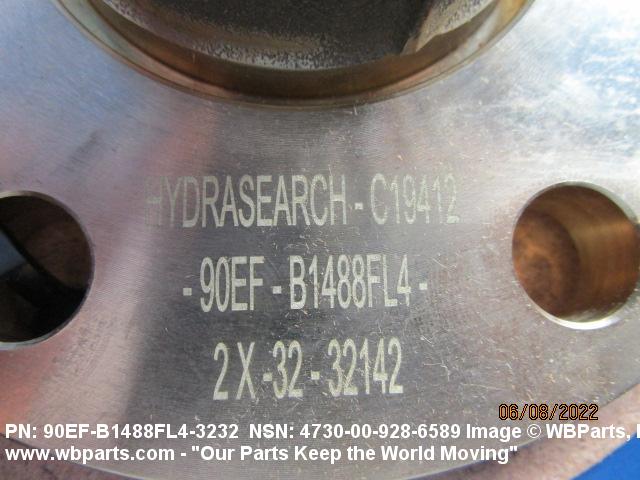 HYDRASEARCH - C19412
- 90EF - B1488FL4 -
2 X -32 - 32142
06/08/2022
PN: 90EF-B1488FL4-3232 NSN: 4730-00-928-6589 Image © WBParts,
www.wbparts.com - "Our Parts Keep the World Moving"